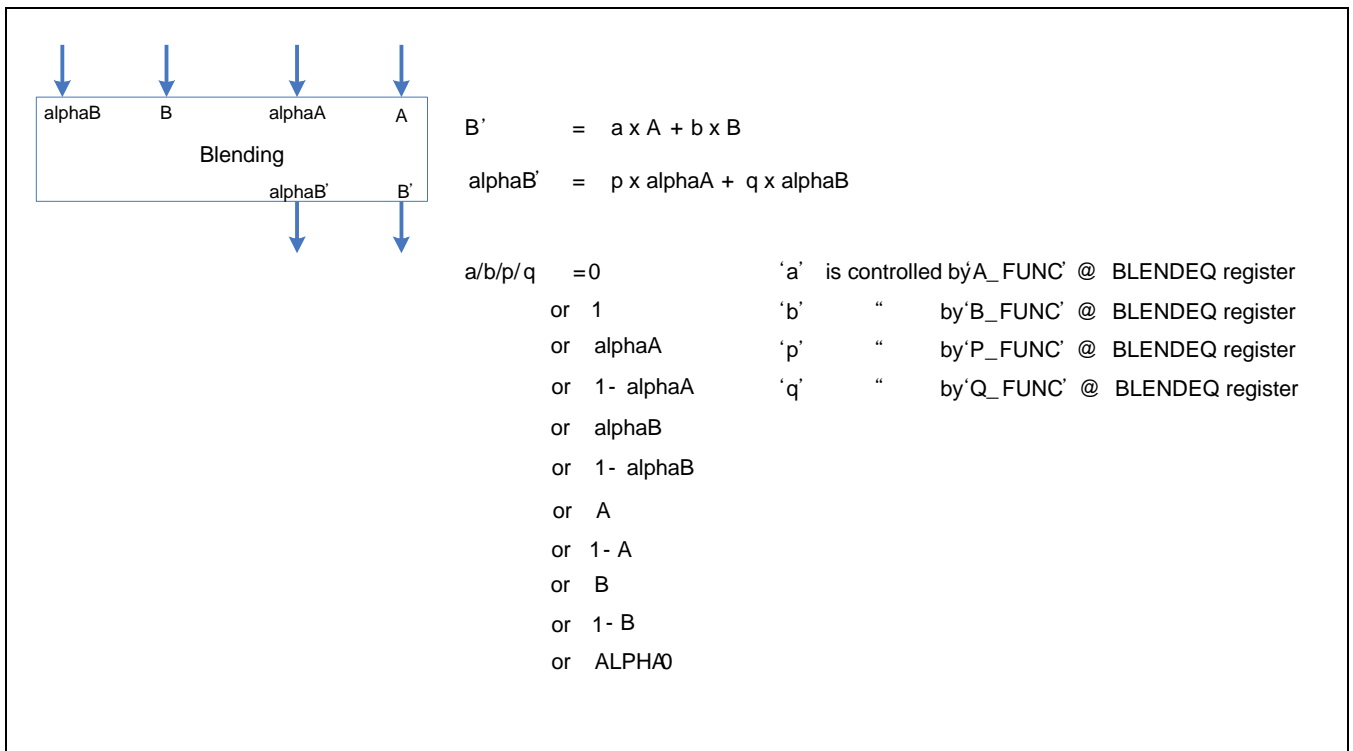 alphaB B alphaA A
Blending
alphaB’ B’
B’ = a x A + b x B
alphaB’ = p x alphaA + q x alphaB
a/b/p/q =0 ‘a’ is controlled by‘A_FUNC’ @ BLENDEQ register
or 1 ‘b’ “ by‘B_FUNC’ @ BLENDEQ register
or alphaA ‘p’ “ by‘P_FUNC’ @ BLENDEQ register
or 1- alphaA ‘q’ “ by‘Q_FUNC’ @ BLENDEQ register
or alphaB
or 1- alphaB
or A
or 1- A
or B
or 1- B
or ALPHA0